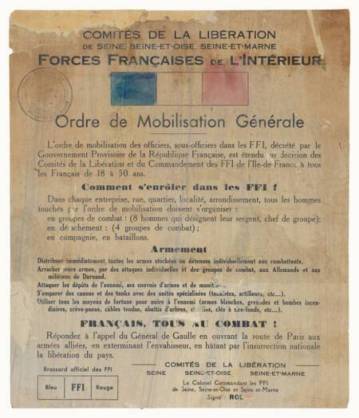 COMITÉS DE LA LIBÉRATION
DE SEINE, SEINE-ET-OISE, SEINE-ET-MARNE
FORCES FRANÇAISES DE L'INTÉRIEUR
Ordre de Mobilisation Générale
L'ordre de mobilisation des officiers, sous-officiers dans les FFI, décrété par le
Gouvernement Provisoire de la République Française, est étendu par décision des
Comités de la Libération et du Commandement des FFI de l'Ile-de-France à tous
les Français de 18 à 50 ans.
Comment s'enrôler dans les FFI ?
Dans chaque entreprise, rue, quartier, localité, arrondissement, tous les hommes
touchés par l'ordre de mobilisation doivent s'organiser :
en groupes de combat : (8 hommes qui désignent leur sergent, chef de groupe);
en détachement : (4 groupes de combat) ;
en compagnie, en bataillons.
Armement
Distribuer immédiatement toutes les armes stockées ou détenues individuellement aux combattants.
Arracher leurs armes, par des attaques individuelles et des groupes de combat, aux Allemands et aux
miliciens de Darnand.
Attaquer les dépôts de l'ennemi, aux convois d'armes et de
S'emparer des canons et des tanks avec des unités spécialisées (tankistes, artilleurs, etc...).
Utiliser tous les moyens de fortune pour nuire à l'ennemi (armes blanches, grenades et bombes incen-
diaires, crève-pneus, câbles tendus, abattis d'arbres, clés à tire-fonds, etc...).
FRANÇAIS, TOUS AU COMBAT !
Répondez à l'appel du Général de Gaulle en ouvrant la route de Paris aux
armées alliées, en exterminant l'envahisseur, en hâtant par l'insurrection nationale
la libération du pays.
Brassard officiel des FFI
Bleu FFI Rouge
COMITÉS DE LA LIBÉRATION
SEINE SEINE-ET-OISE SEINE-ET-MARNE
Le Colonel Commandant les FFI
de Seine, Seine-et-Oise et Seine-et-Marne
Signé : ROL